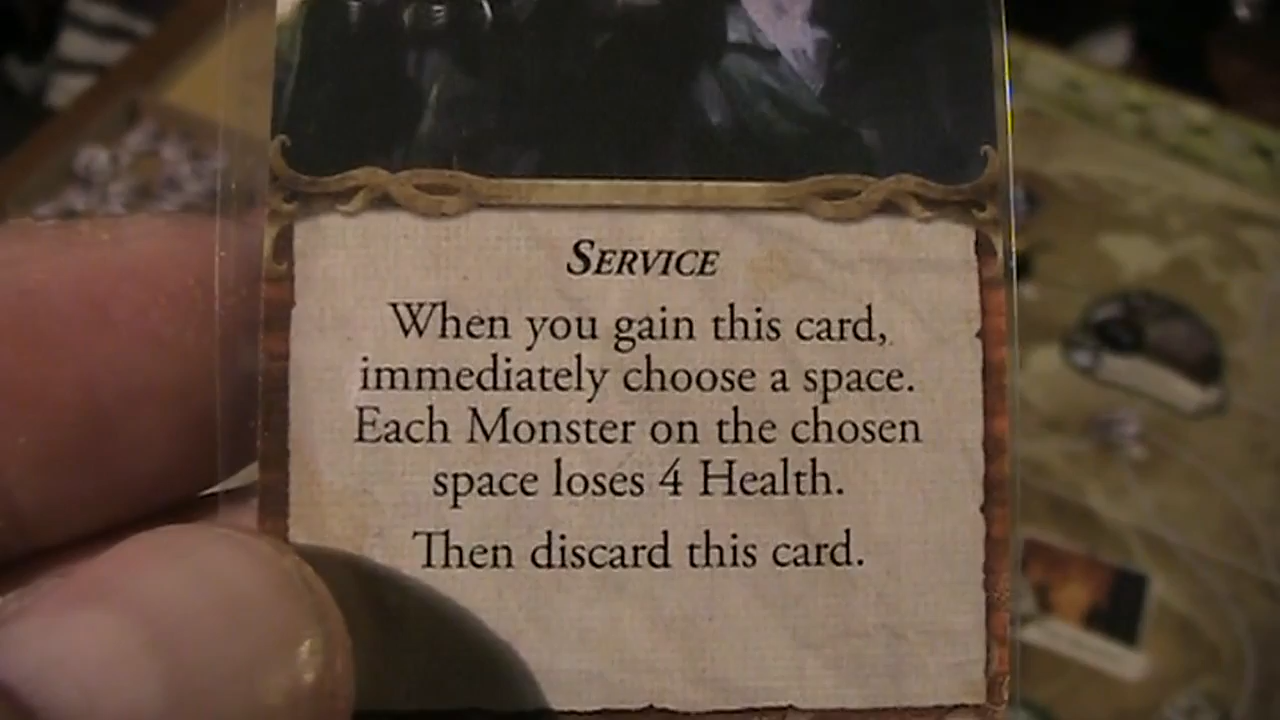 SERVICE
When you gain this card,
immediately choose a space.
Each Monster on the chosen
space loses 4 Health.
Then discard this card.